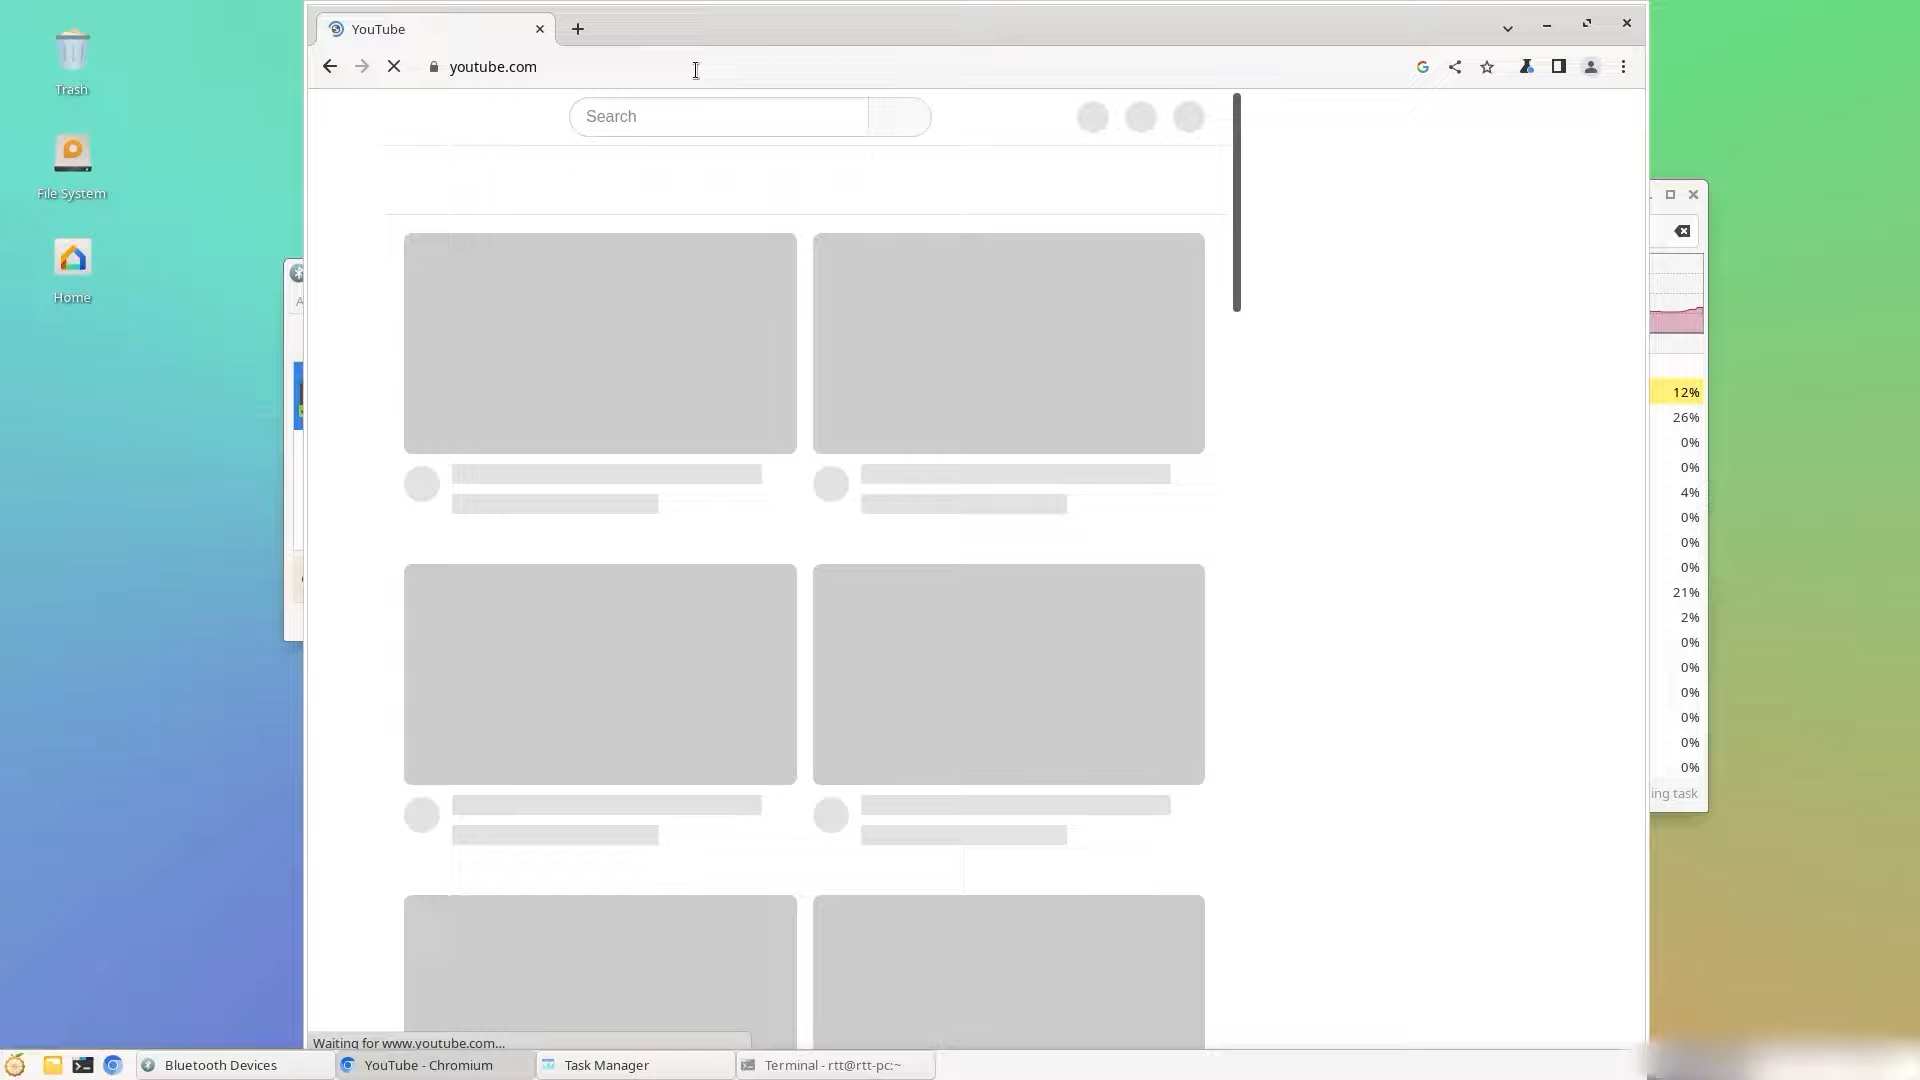 YouTube
youtube.com
Search
Trash
File System
Home
12%
26%
0%
0%
4%
0%
0%
0%
21%
2%
0%
0%
0%
0%
0%
0%
ing task
Waiting for www.youtube.com...
Bluetooth Devices
YouTube - Chromium
Task Manager
Terminal - rtt@rtt-pc:~